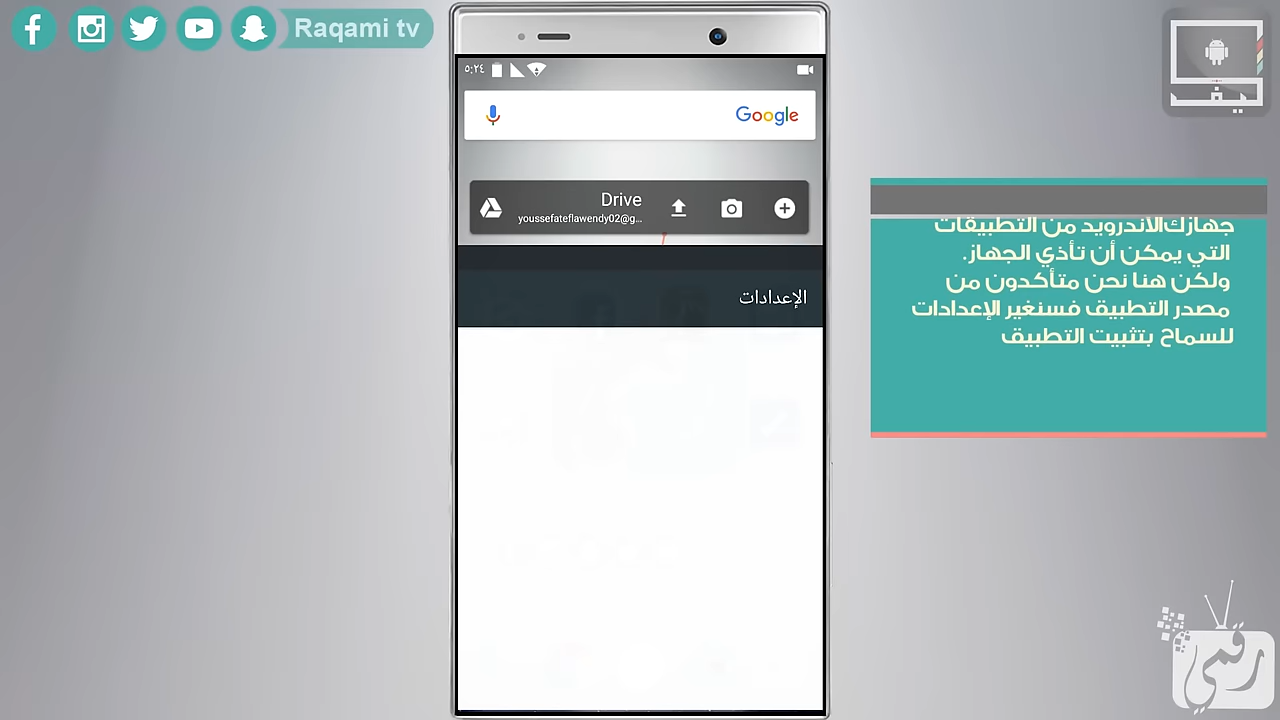 Raqami tv
٥:٢٤
Google
Drive
youssefateflawendy02@g...
الإعدادات
جهازك الأندرويد من التطبيقات
التي يمكن أن تأذي الجهاز.
ولكن هنا نحن متأكدون من
مصدر التطبيق فسنغير الإعدادات
للسماح بتثبيت التطبيق
رقمي